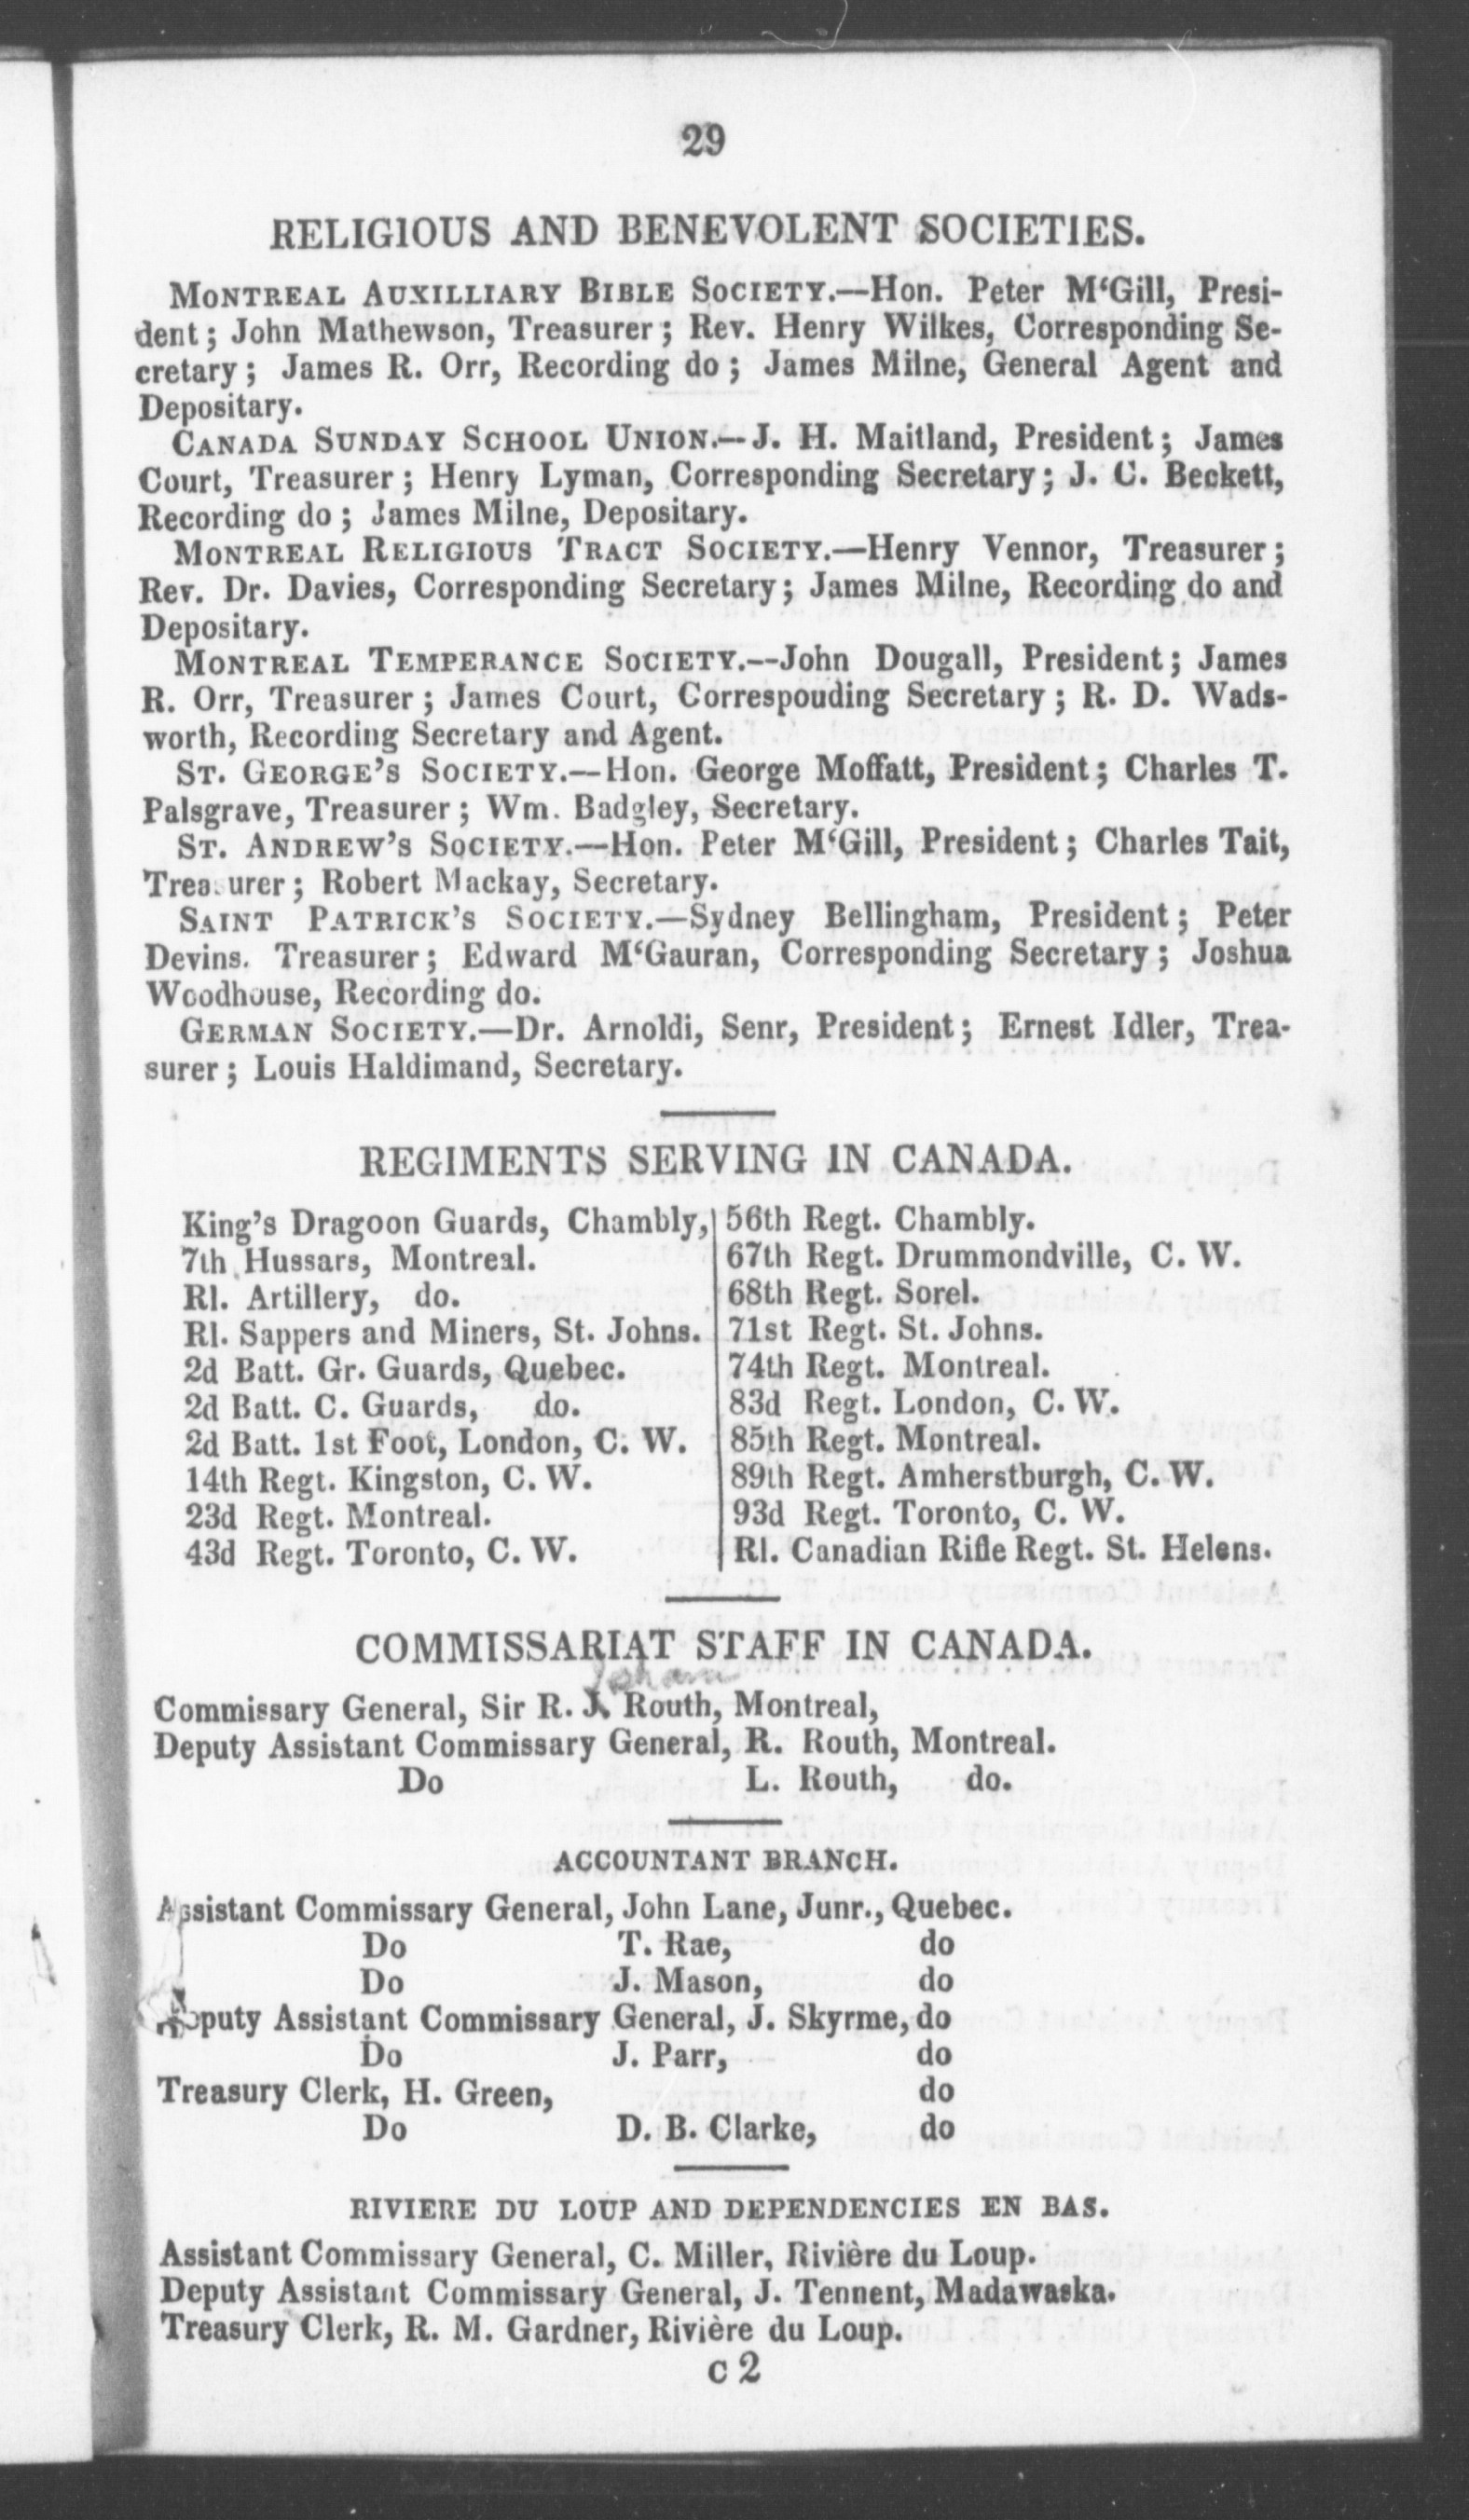 29
RELIGIOUS AND BENEVOLENT SOCIETIES.
MONTREAL AUXILLIARY BIBLE SOCIETY.—Hon. Peter M‘Gill, Presi-
dent; John Mathewson, Treasurer; Rev. Henry Wilkes, Corresponding Se-
cretary; James R. Orr, Recording do; James Milne, General Agent and
Depositary.
CANADA SUNDAY SCHOOL UNION.—J. H. Maitland, President; James
Court, Treasurer; Henry Lyman, Corresponding Secretary; J. C. Beckett,
Recording do; James Milne, Depositary.
MONTREAL RELIGIOUS TRACT SOCIETY.—Henry Vennor, Treasurer;
Rev. Dr. Davies, Corresponding Secretary; James Milne, Recording do and
Depositary.
MONTREAL TEMPERANCE SOCIETY.--John Dougall, President; James
R. Orr, Treasurer; James Court, Correspouding Secretary; R. D. Wads-
worth, Recording Secretary and Agent.
ST. GEORGE'S SOCIETY.—Hon. George Moffatt, President; Charles T.
Palsgrave, Treasurer; Wm. Badgley, Secretary.
ST. ANDREW'S SOCIETY.—Hon. Peter M‘Gill, President; Charles Tait,
Treasurer; Robert Mackay, Secretary.
SAINT PATRICK'S SOCIETY.—Sydney Bellingham, President; Peter
Devins. Treasurer; Edward M‘Gauran, Corresponding Secretary; Joshua
Woodhouse, Recording do.
GERMAN SOCIETY.—Dr. Arnoldi, Senr, President; Ernest Idler, Trea-
surer; Louis Haldimand, Secretary.
REGIMENTS SERVING IN CANADA.
King's Dragoon Guards, Chambly,
7th Hussars, Montreal.
Rl. Artillery, do.
Rl. Sappers and Miners, St. Johns.
2d Batt. Gr. Guards, Quebec.
2d Batt. C. Guards, do.
2d Batt. 1st Foot, London, C. W.
14th Regt. Kingston, C. W.
23d Regt. Montreal.
43d Regt. Toronto, C. W.
56th Regt. Chambly.
67th Regt. Drummondville, C. W.
68th Regt. Sorel.
71st Regt. St. Johns.
74th Regt. Montreal.
83d Regt. London, C. W.
85th Regt. Montreal.
89th Regt. Amherstburgh, C. W.
93d Regt. Toronto, C. W.
Rl. Canadian Rifle Regt. St. Helens.
COMMISSARIAT STAFF IN CANADA.
Commissary General, Sir R. J. Routh, Montreal,
Deputy Assistant Commissary General, R. Routh, Montreal.
Do L. Routh, do.
ACCOUNTANT BRANCH.
Assistant Commissary General, John Lane, Junr., Quebec.
Do T. Rae, do
Do J. Mason, do
Deputy Assistant Commissary General, J. Skyrme, do
Do J. Parr, do
Treasury Clerk, H. Green, do
Do D. B. Clarke, do
RIVIERE DU LOUP AND DEPENDENCIES EN BAS.
Assistant Commissary General, C. Miller, Rivière du Loup.
Deputy Assistant Commissary General, J. Tennent, Madawaska.
Treasury Clerk, R. M. Gardner, Rivière du Loup.
C 2